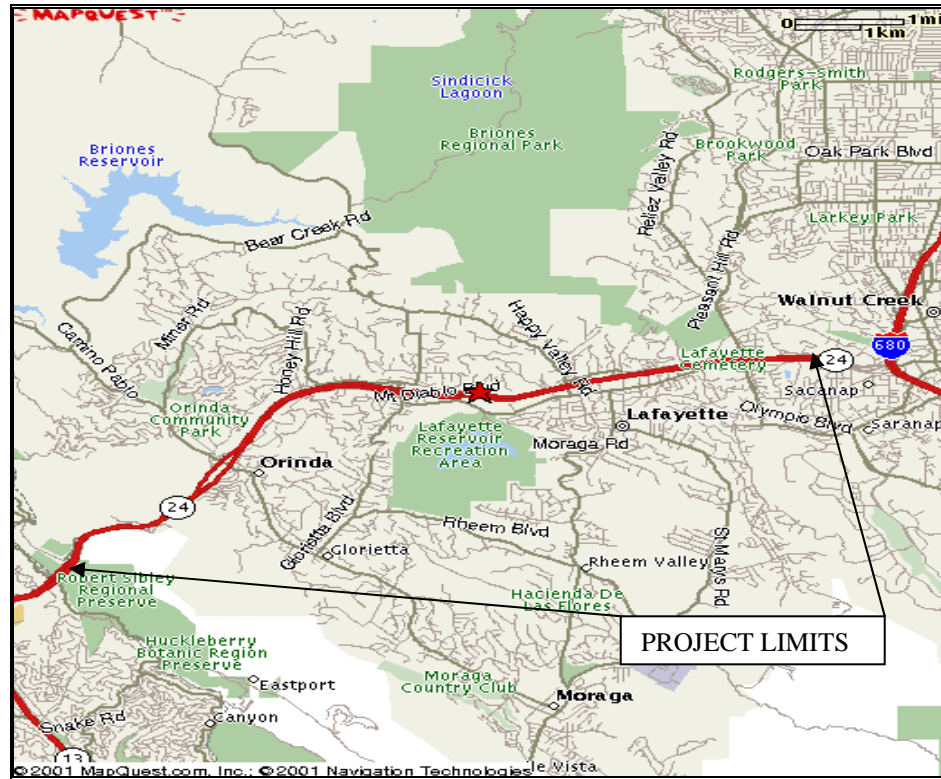 MAPQUEST
0 1mi
1km
Rodgers-Smith
Park
Sindicick
Lagoon
Briones
Regional Park
Briones
Reservoir
Reliez Valley Rd
Brookwood
Park
Oak Park Blvd
Larkey Park
Bear Creek Rd
Pleasant Hill Rd
Walnut Creek
680
Miner Rd
Camino Pablo
Honey Hill Rd
Happy Valley Rd
Mt Diablo Blvd
Lafayette
Cemetery
24
Sacanap
Orinda
Community
Park
Lafayette
Reservoir
Recreation
Area
Lafayette
Olympic Blvd
Saranap
Moraga Rd
Orinda
24
Glorietta Blvd
Rheem Blvd
Glorietta
Rheem Valley
St Marys Rd
Robert Sibley
Regional
Preserve
Hacienda De
Las Flores
PROJECT LIMITS
Huckleberry
Botanic Region
Preserve
Eastport
Moraga
Country Club
Moraga
Snake Rd
Canyon
13
©2001 MapQuest.com, Inc.; ©2001 Navigation Technologies
le Vista